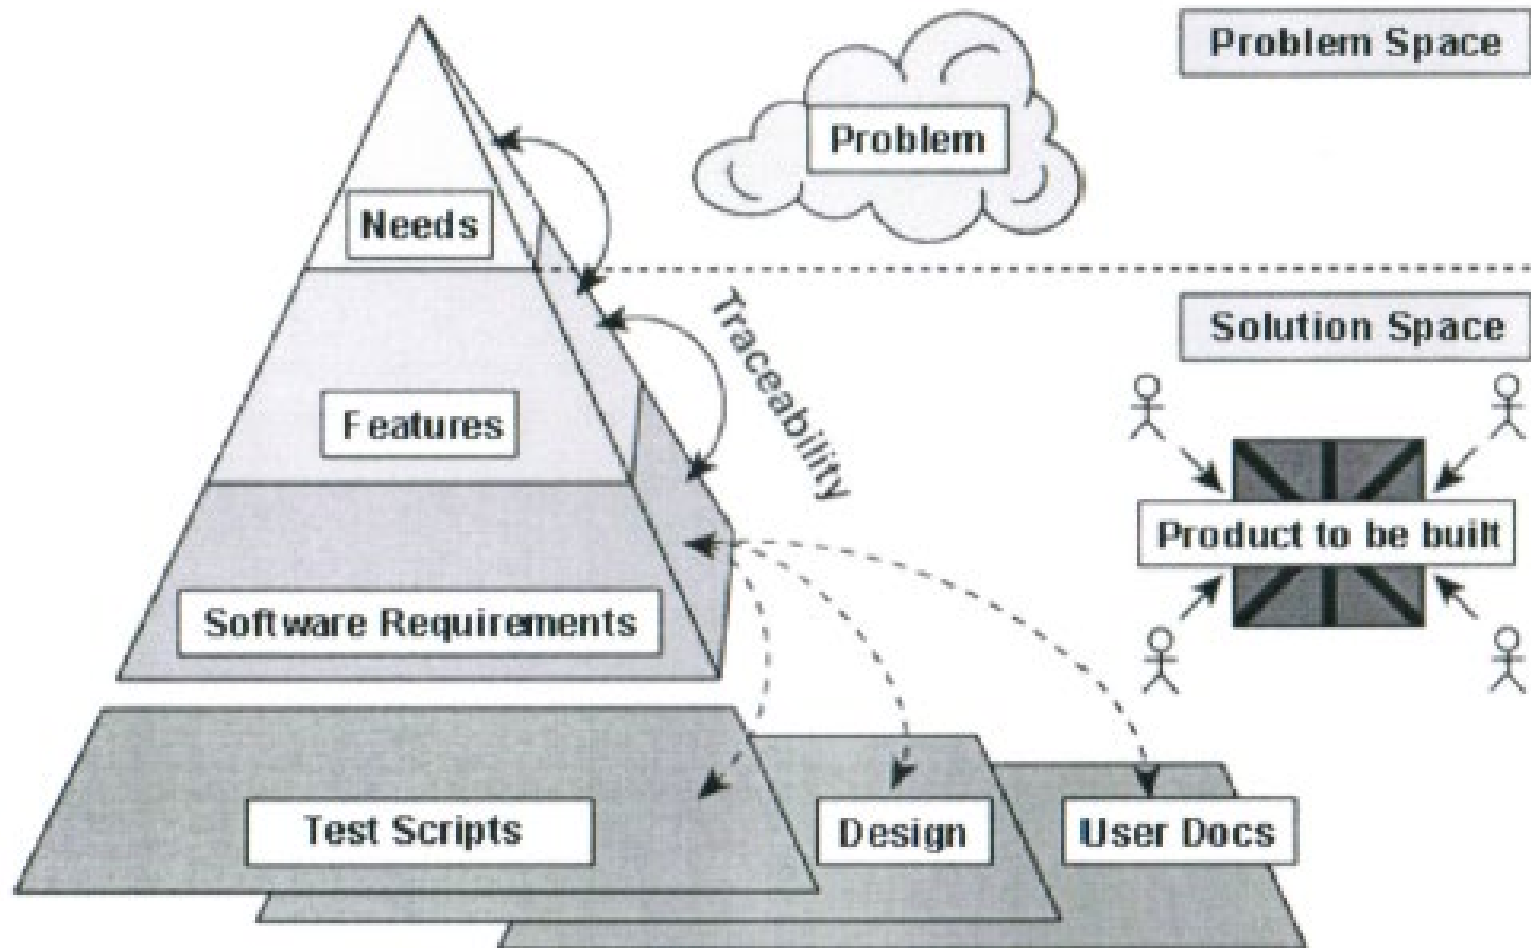 Problem Space
Problem
Needs
Solution Space
Traceability
Features
Product to be built
Software Requirements
Test Scripts
Design
User Docs